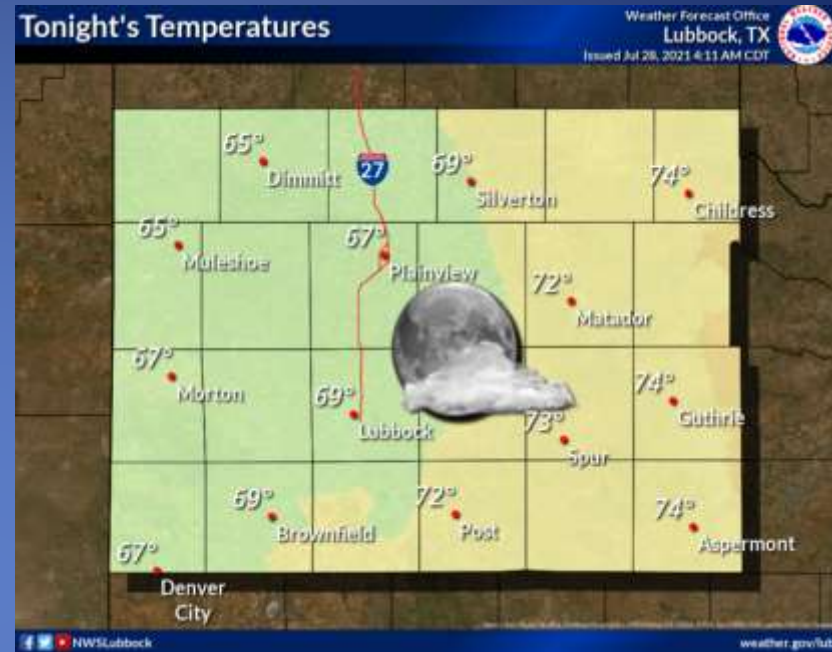 Tonight's Temperatures
Weather Forecast Office
Lubbock, TX
Issued Jul 28, 2021 4:11 AM CDT
65°
Dimmitt
27
69°
Silverton
74°
Childress
65°
Muleshoe
67°
Plainview
72°
Matador
67°
Morton
69°
Lubbock
73°
Spur
74°
Guthrie
69°
Brownfield
72°
Post
74°
Aspermont
67°
Denver
City
NWSLubbock
weather.gov/lub